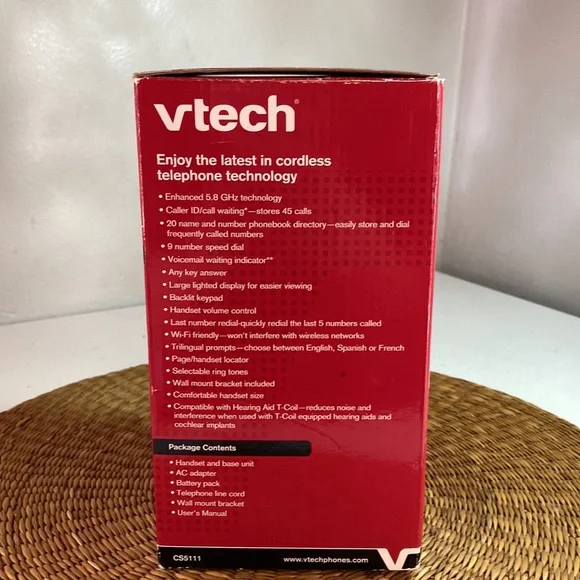 vtech
Enjoy the latest in cordless
telephone technology
• Enhanced 5.8 GHz technology
• Caller ID/call waiting*—stores 45 calls
• 20 name and number phonebook directory—easily store and dial
frequently called numbers
• 9 number speed dial
• Voicemail waiting indicator**
• Any key answer
• Large lighted display for easier viewing
• Backlit keypad
• Handset volume control
• Last number redial-quickly redial the last 5 numbers called
• Wi-Fi friendly—won't interfere with wireless networks
• Trilingual prompts—choose between English, Spanish or French
• Page/handset locator
• Selectable ring tones
• Wall mount bracket included
• Comfortable handset size
• Compatible with Hearing Aid T-Coil—reduces noise and
interference when used with T-Coil equipped hearing aids and
cochlear implants
Package Contents
• Handset and base unit
• AC adapter
• Battery pack
• Telephone line cord
• Wall mount bracket
• User's Manual
CS5111 www.vtechphones.com